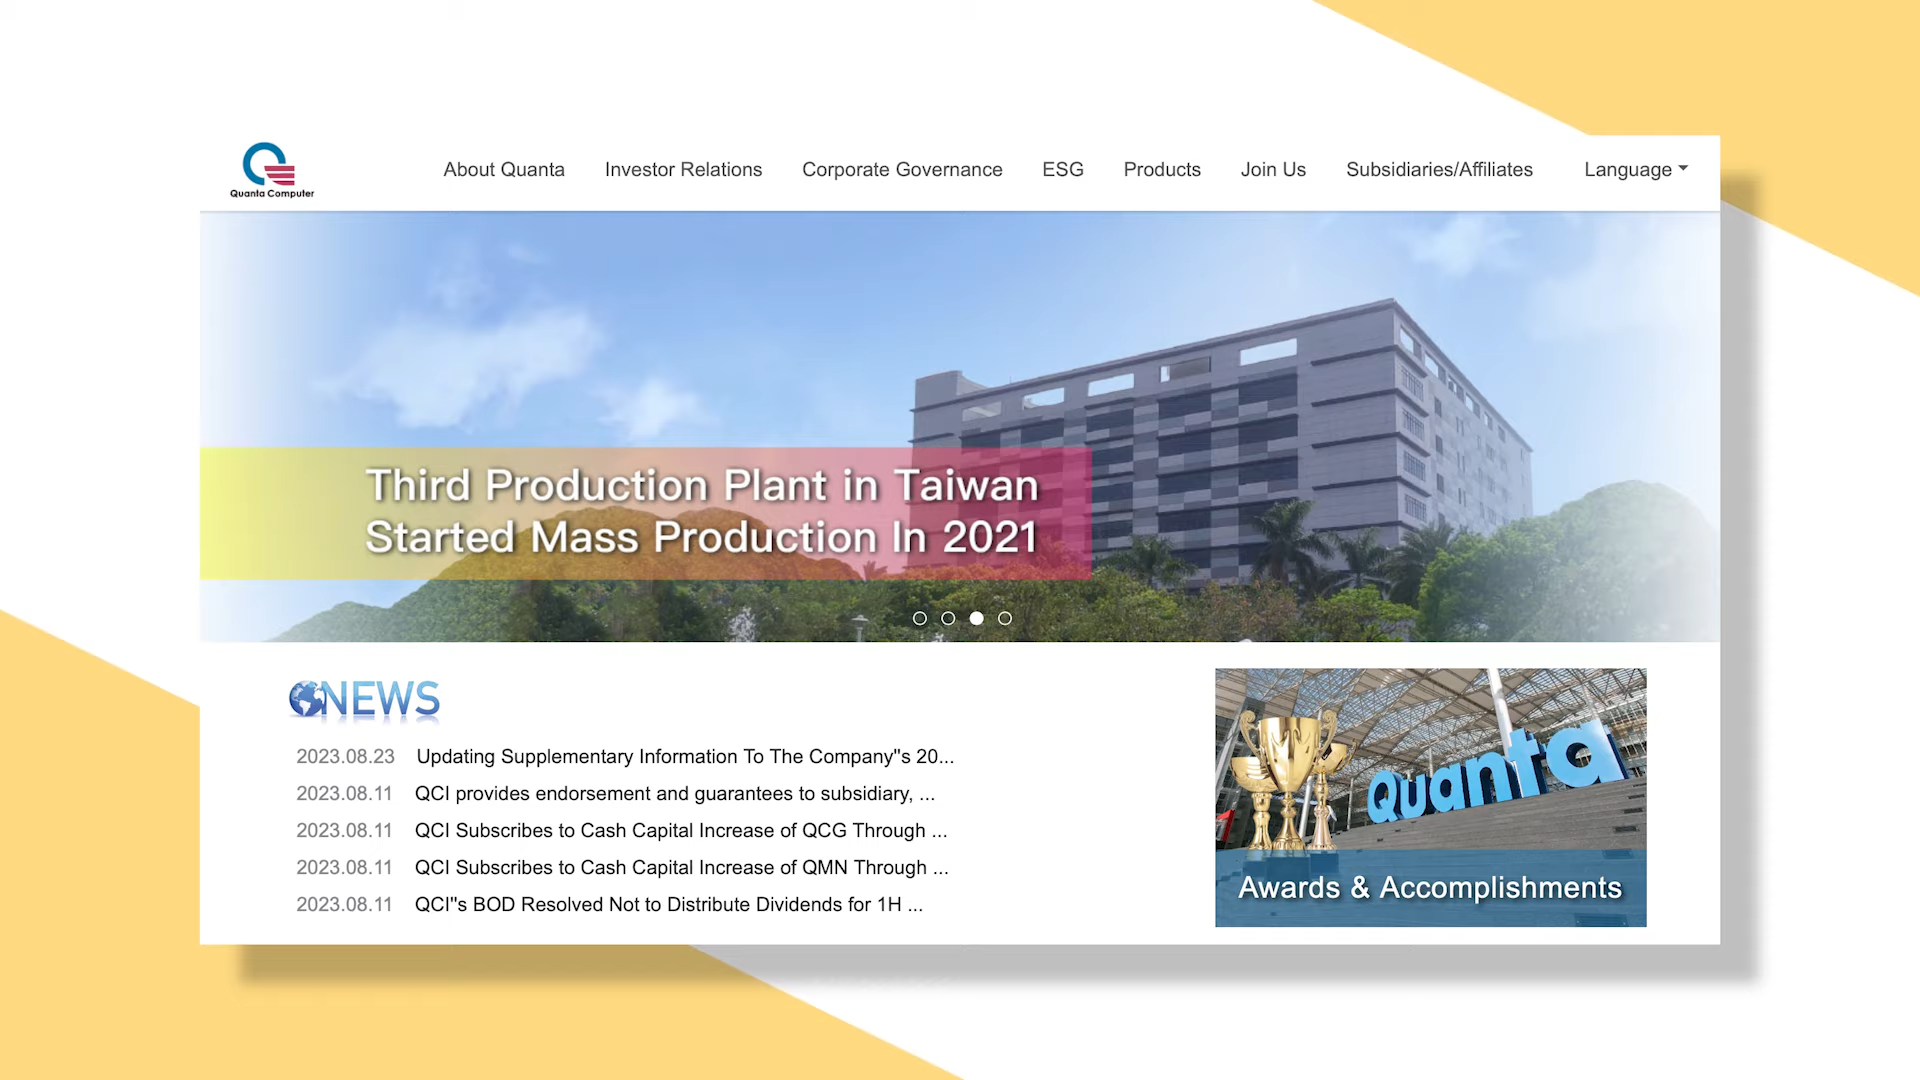 Quanta Computer
About Quanta
Investor Relations
Corporate Governance
ESG
Products
Join Us
Subsidiaries/Affiliates
Language
Third Production Plant in Taiwan
Started Mass Production In 2021
NEWS
2023.08.23 Updating Supplementary Information To The Company"s 20...
2023.08.11 QCI provides endorsement and guarantees to subsidiary, ...
2023.08.11 QCI Subscribes to Cash Capital Increase of QCG Through ...
2023.08.11 QCI Subscribes to Cash Capital Increase of QMN Through ...
2023.08.11 QCI"s BOD Resolved Not to Distribute Dividends for 1H ...
Quanta
Awards & Accomplishments